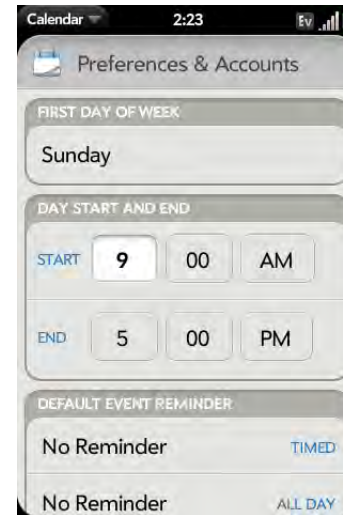 Calendar 2:23 Ev
Preferences & Accounts
FIRST DAY OF WEEK
Sunday
DAY START AND END
START 9 00 AM
END 5 00 PM
DEFAULT EVENT REMINDER
No Reminder TIMED
No Reminder ALL DAY